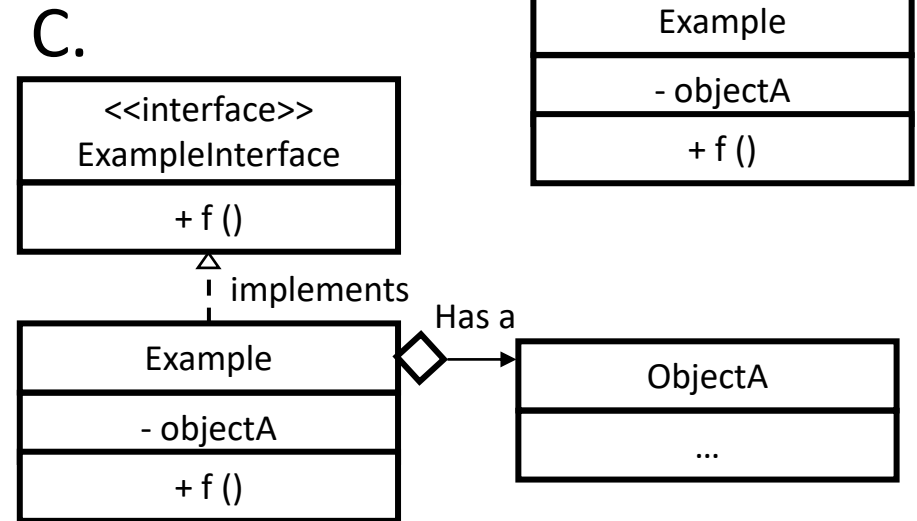 C.
<<interface>>
ExampleInterface
+ f ()
implements
Example
- objectA
+ f ()
Has a
ObjectA
...
Example
- objectA
+ f ()